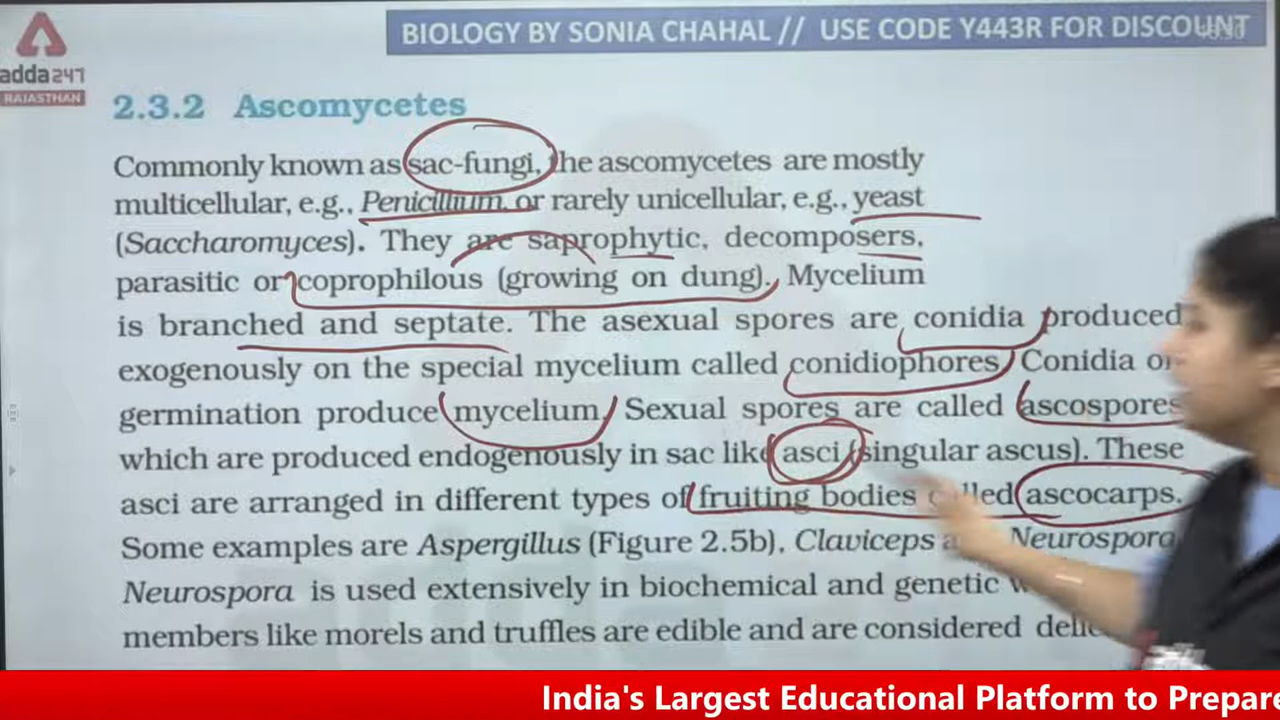 BIOLOGY BY SONIA CHAHAL // USE CODE Y443R FOR DISCOUNT
adda247
RAJASTHAN
2.3.2 Ascomycetes
Commonly known as sac-fungi, the ascomycetes are mostly
multicellular, e.g., Penicillium, or rarely unicellular, e.g., yeast
(Saccharomyces). They are saprophytic, decomposers,
parasitic or coprophilous (growing on dung). Mycelium
is branched and septate. The asexual spores are conidia produced
exogenously on the special mycelium called conidiophores. Conidia
germination produce mycelium. Sexual spores are called ascospores
which are produced endogenously in sac like asci (singular ascus). These
asci are arranged in different types of fruiting bodies called ascocarps.
Some examples are Aspergillus (Figure 2.5b), Claviceps Neurospora.
Neurospora is used extensively in biochemical and genetic
members like morels and truffles are edible and are considered
India's Largest Educational Platform to Prepare